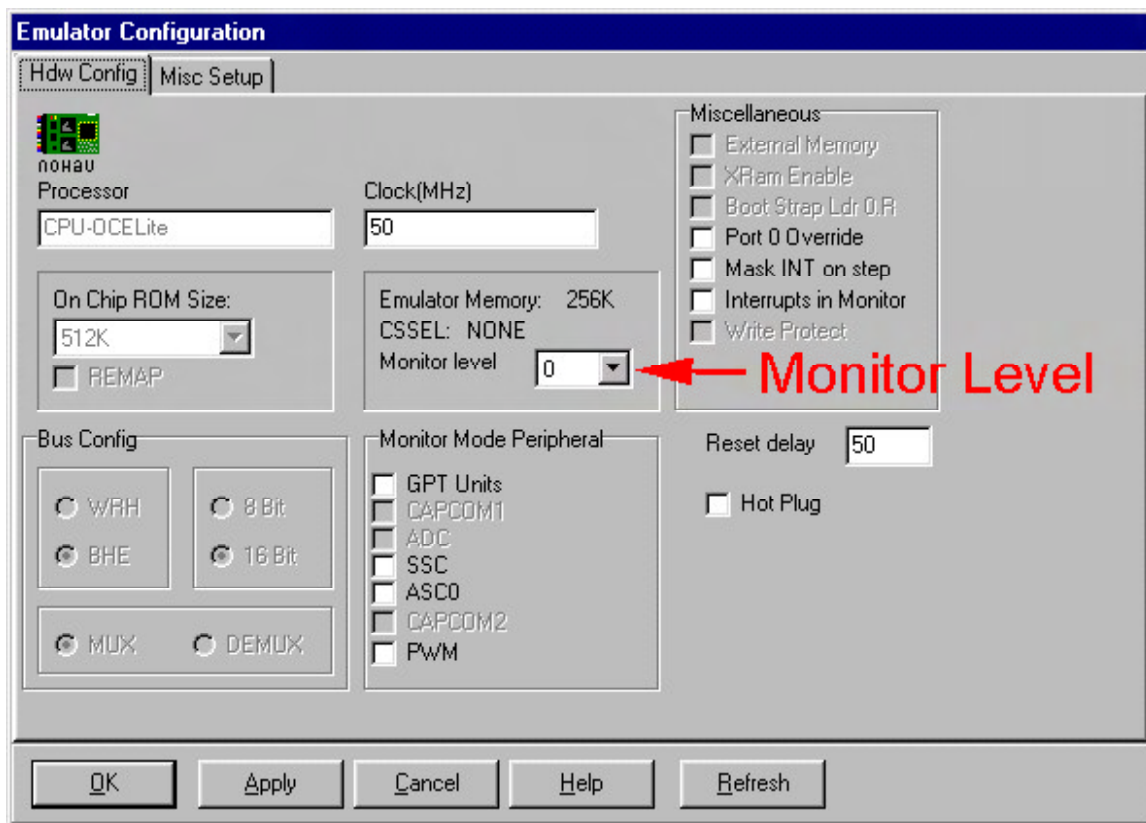 Emulator Configuration
Hdw Config
Misc Setup
nohau
Processor
CPU-OCELite
Clock(MHz)
50
On Chip ROM Size:
512K
REMAP
Emulator Memory: 256K
CSSEL: NONE
Monitor level 0
Monitor Level
Miscellaneous
External Memory
XRam Enable
Boot Strap Ldr 0.R
Port 0 Override
Mask INT on step
Interrupts in Monitor
Write Protect
Bus Config
WRH
8 Bit
BHE
16 Bit
MUX
DEMUX
Monitor Mode Peripheral
GPT Units
CAPCOM1
ADC
SSC
ASC0
CAPCOM2
PWM
Reset delay 50
Hot Plug
OK
Apply
Cancel
Help
Refresh